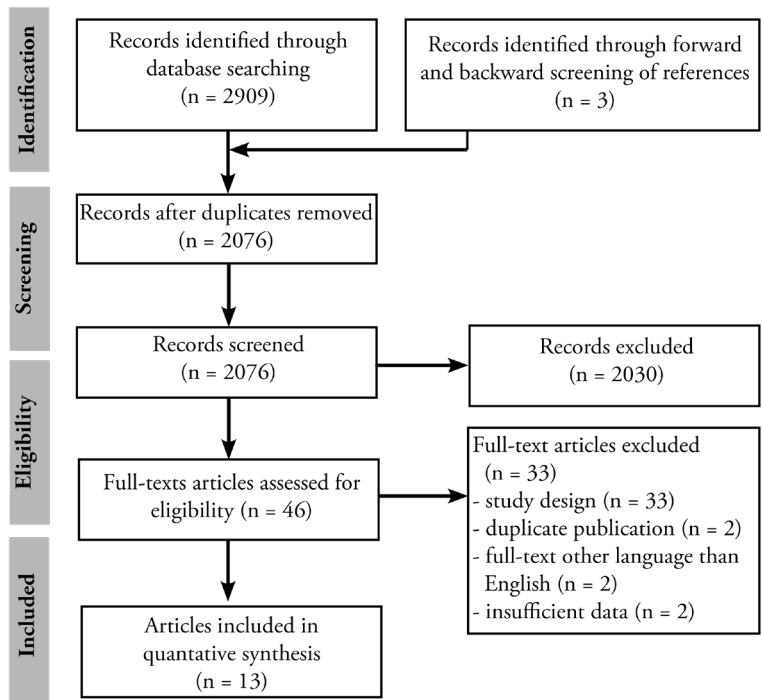 Identification
Records identified through
database searching
(n = 2909)
Records identified through forward
and backward screening of references
(n = 3)
Screening
Records after duplicates removed
(n = 2076)
Records screened
(n = 2076)
Records excluded
(n = 2030)
Eligibility
Full-texts articles assessed for
eligibility (n = 46)
Full-text articles excluded
(n = 33)
- study design (n = 33)
- duplicate publication (n = 2)
- full-text other language than
English (n = 2)
- insufficient data (n = 2)
Included
Articles included in
quantative synthesis
(n = 13)